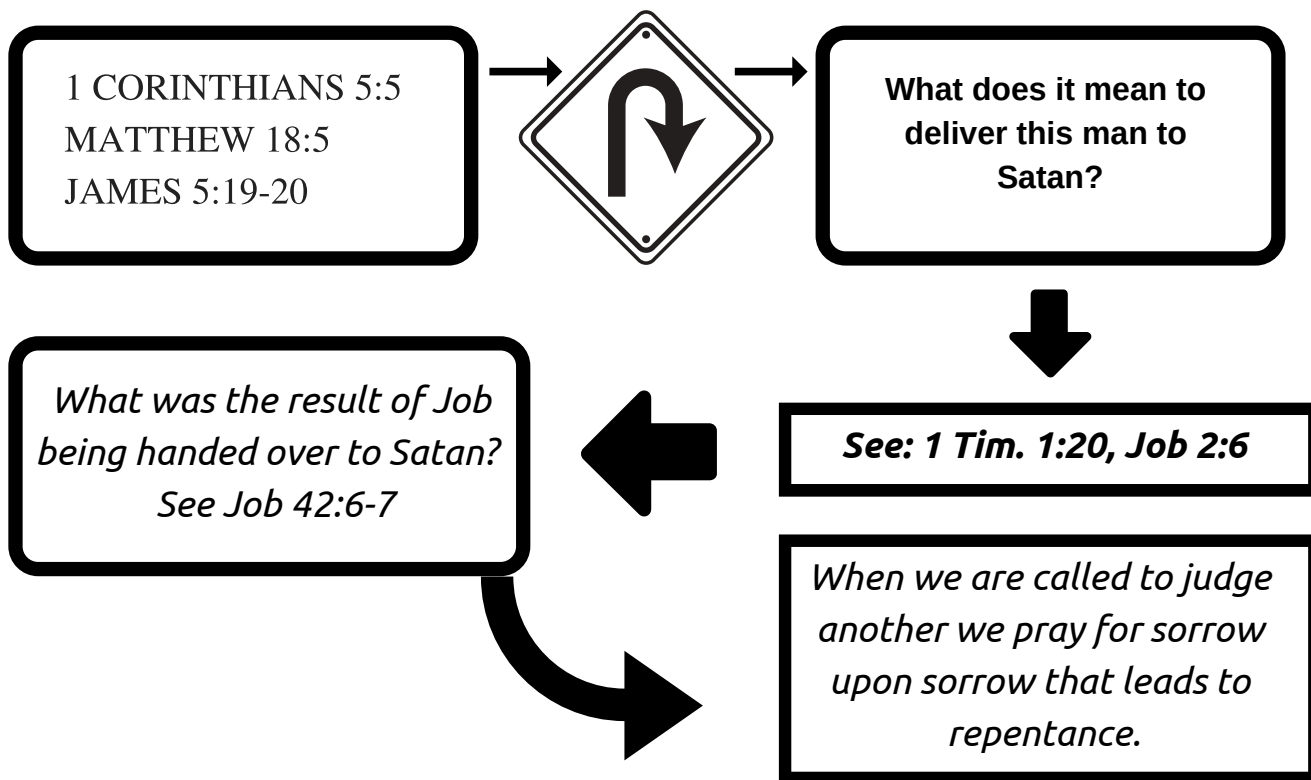 1 CORINTHIANS 5:5
MATTHEW 18:5
JAMES 5:19-20
What does it mean to
deliver this man to
Satan?
See: 1 Tim. 1:20, Job 2:6
What was the result of Job
being handed over to Satan?
See Job 42:6-7
When we are called to judge
another we pray for sorrow
upon sorrow that leads to
repentance.